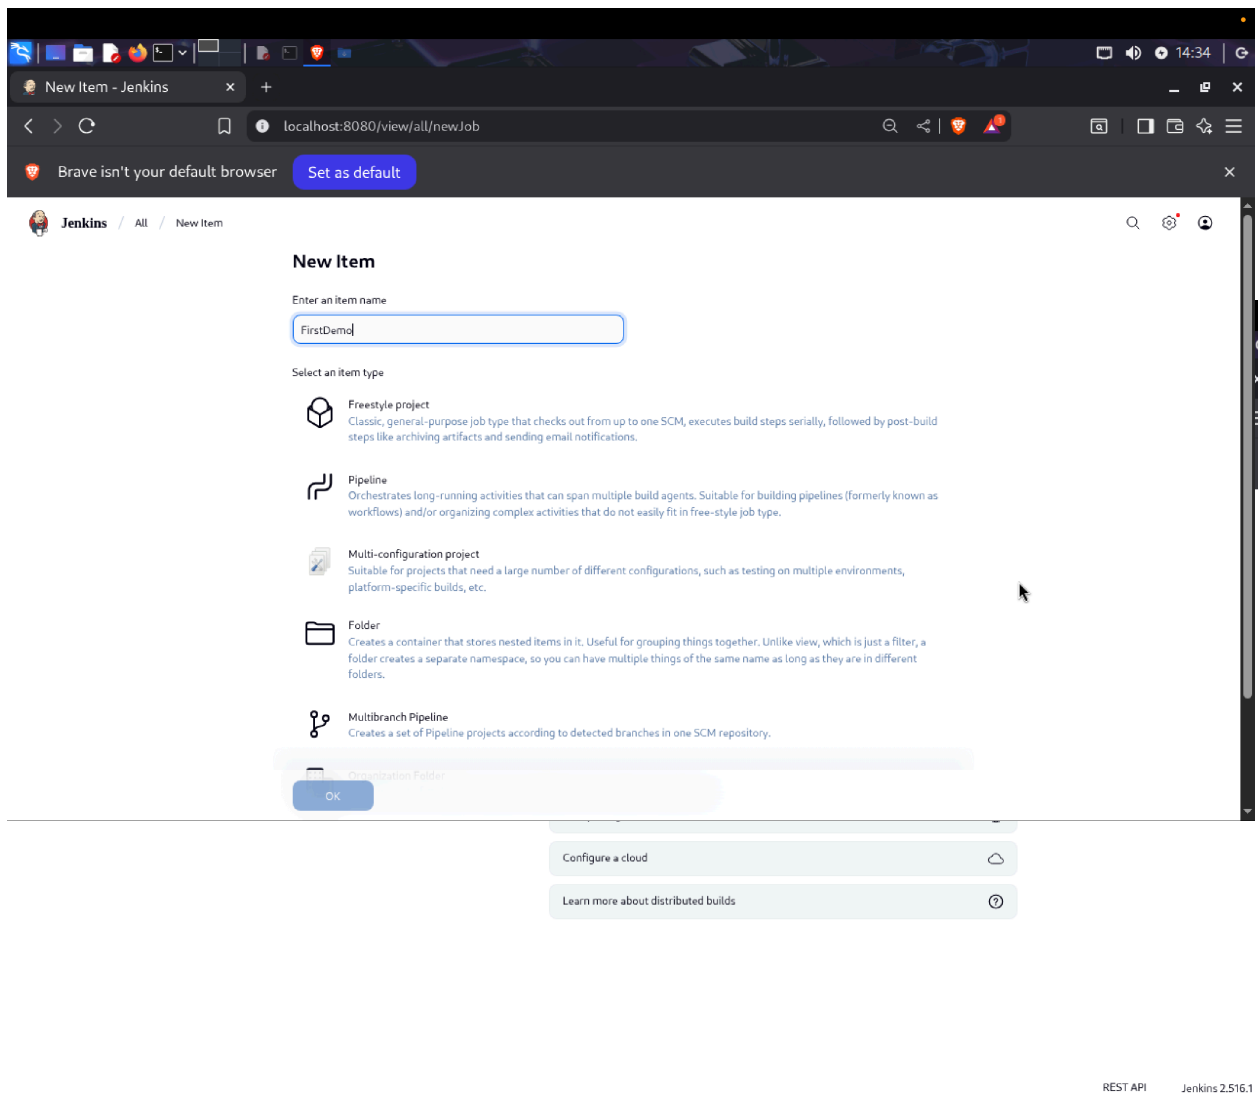 14:34
New Item - Jenkins
localhost:8080/view/all/newJob
1
Brave isn't your default browser
Set as default
Jenkins / All / New Item
New Item
Enter an item name
FirstDemo
Select an item type
Freestyle project
Classic, general-purpose job type that checks out from up to one SCM, executes build steps serially, followed by post-build
steps like archiving artifacts and sending email notifications.
Pipeline
Orchestrates long-running activities that can span multiple build agents. Suitable for building pipelines (formerly known as
workflows) and/or organizing complex activities that do not easily fit in free-style job type.
Multi-configuration project
Suitable for projects that need a large number of different configurations, such as testing on multiple environments,
platform-specific builds, etc.
Folder
Creates a container that stores nested items in it. Useful for grouping things together. Unlike view, which is just a filter, a
folder creates a separate namespace, so you can have multiple things of the same name as long as they are in different
folders.
Multibranch Pipeline
Creates a set of Pipeline projects according to detected branches in one SCM repository.
Organization Folder
OK
Configure a cloud
Learn more about distributed builds
REST API
Jenkins 2.516.1